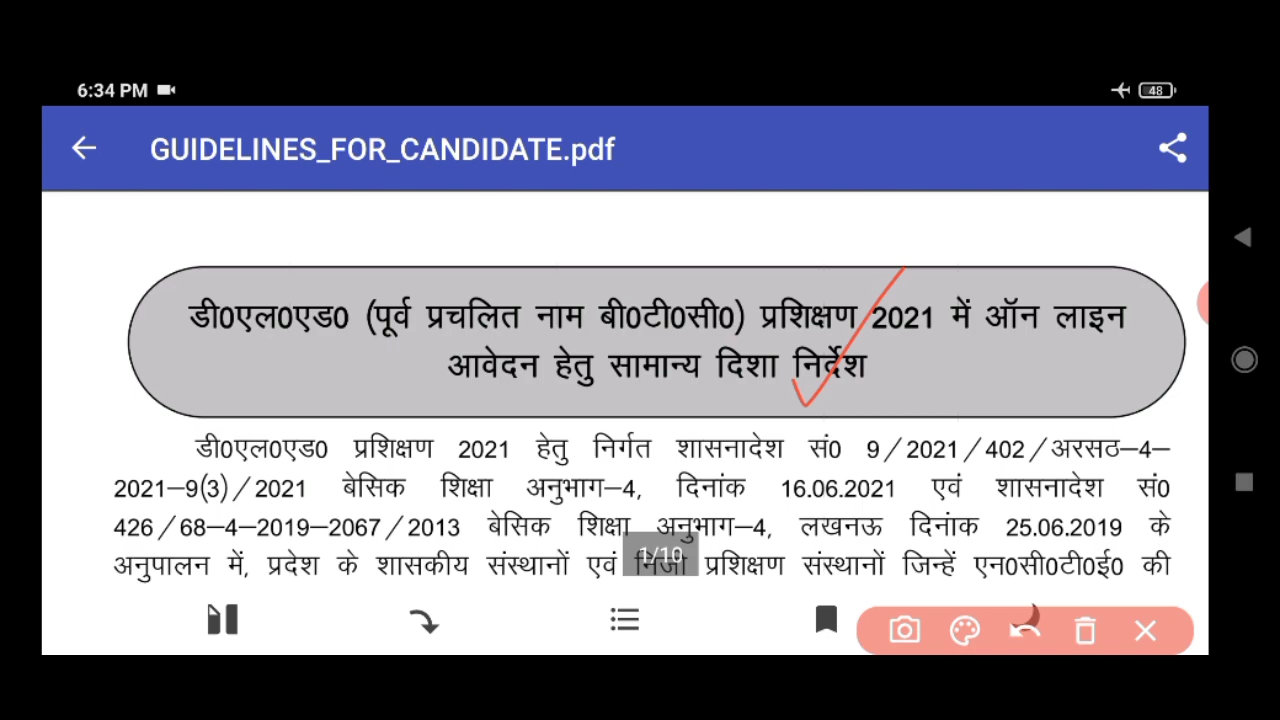 6:34 PM
48
GUIDELINES_FOR_CANDIDATE.pdf
डी0एल0एड0 (पूर्व प्रचलित नाम बी0टी0सी0) प्रशिक्षण 2021 में ऑन लाइन
आवेदन हेतु सामान्य दिशा निर्देश
डी0एल0एड0 प्रशिक्षण 2021 हेतु निर्गत शासनादेश सं0 9/2021/402/अरसठ–4–
2021–9(3)/2021 बेसिक शिक्षा अनुभाग–4, दिनांक 16.06.2021 एवं शासनादेश सं0
426/68–4–2019–2067/2013 बेसिक शिक्षा अनुभाग–4, लखनऊ दिनांक 25.06.2019 के
अनुपालन में, प्रदेश के शासकीय संस्थानों एवं निजी प्रशिक्षण संस्थानों जिन्हें एन0सी0टी0ई0 की
1/10